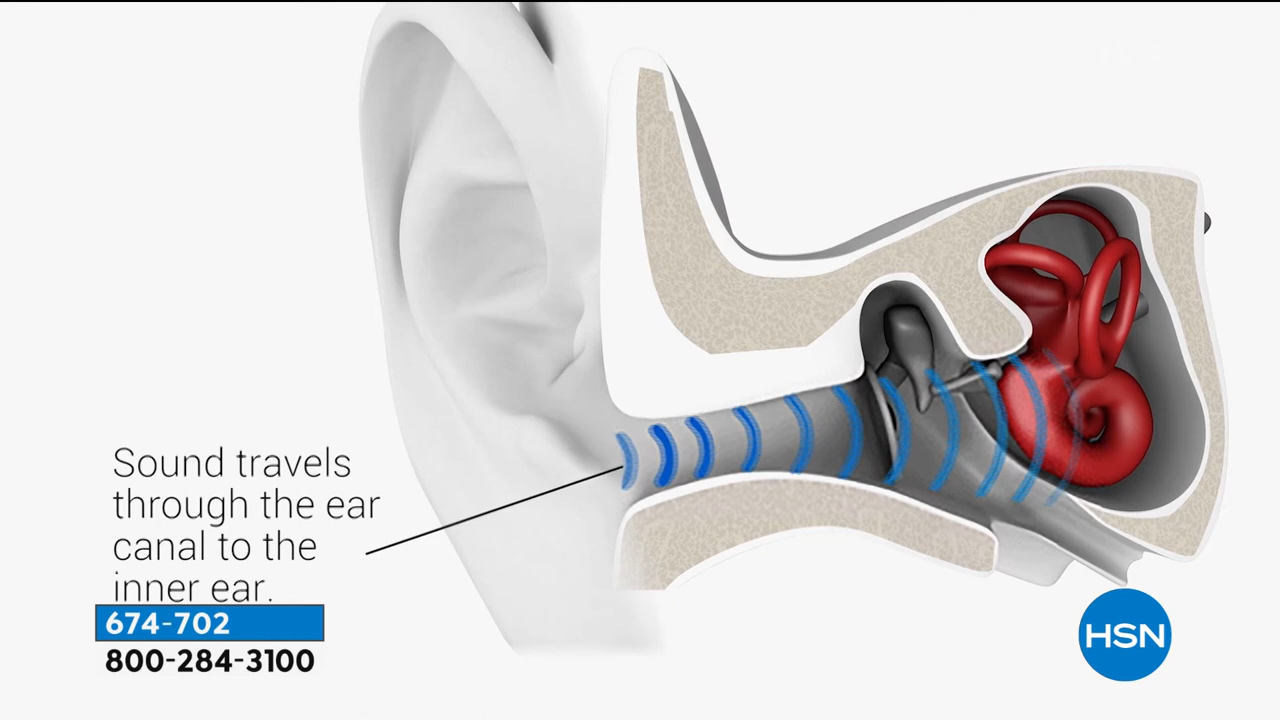 Sound travels
through the ear
canal to the
inner ear.
674-702
800-284-3100
HSN